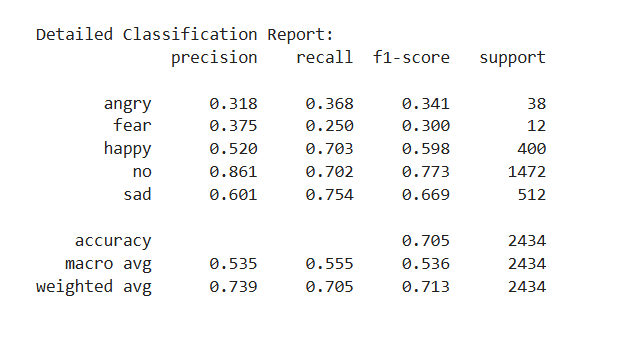 Detailed Classification Report:
precision recall f1-score support
angry 0.318 0.368 0.341 38
fear 0.375 0.250 0.300 12
happy 0.520 0.703 0.598 400
no 0.861 0.702 0.773 1472
sad 0.601 0.754 0.669 512
accuracy 0.705 2434
macro avg 0.535 0.555 0.536 2434
weighted avg 0.739 0.705 0.713 2434